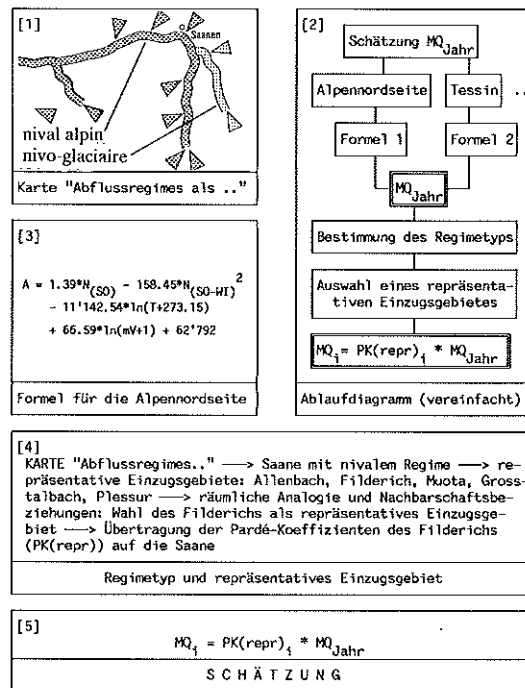 [1]
Saanen
nival alpin
nivo-glaciaire
Karte "Abflussregimes als .."
[2]
Schätzung MQJahr
Alpennordseite
Tessin ..
Formel 1
Formel 2
MQJahr
Bestimmung des Regimetyps
Auswahl eines repräsenta-
tiven Einzugsgebietes
MQi= PK(repr)i * MQJahr
Ablaufdiagramm (vereinfacht)
[3]
A = 1.39*N(SO) - 158.45*N(SO-WI)2
- 11'142.54*ln(T+273.15)
+ 66.59*ln(mV+1) + 62'792
Formel für die Alpennordseite
[4]
KARTE "Abflussregimes.." —> Saane mit nivalem Regime —> re-
präsentative Einzugsgebiete: Allenbach, Filderich, Muota, Gross-
talbach, Plessur —> räumliche Analogie und Nachbarschaftsbe-
ziehungen: Wahl des Filderichs als repräsentatives Einzugsge-
biet —> Übertragung der Pardé-Koeffizienten des Filderichs
(PK(repr)) auf die Saane
Regimetyp und repräsentatives Einzugsgebiet
[5]
MQi = PK(repr)i * MQJahr
SCHÄTZUNG